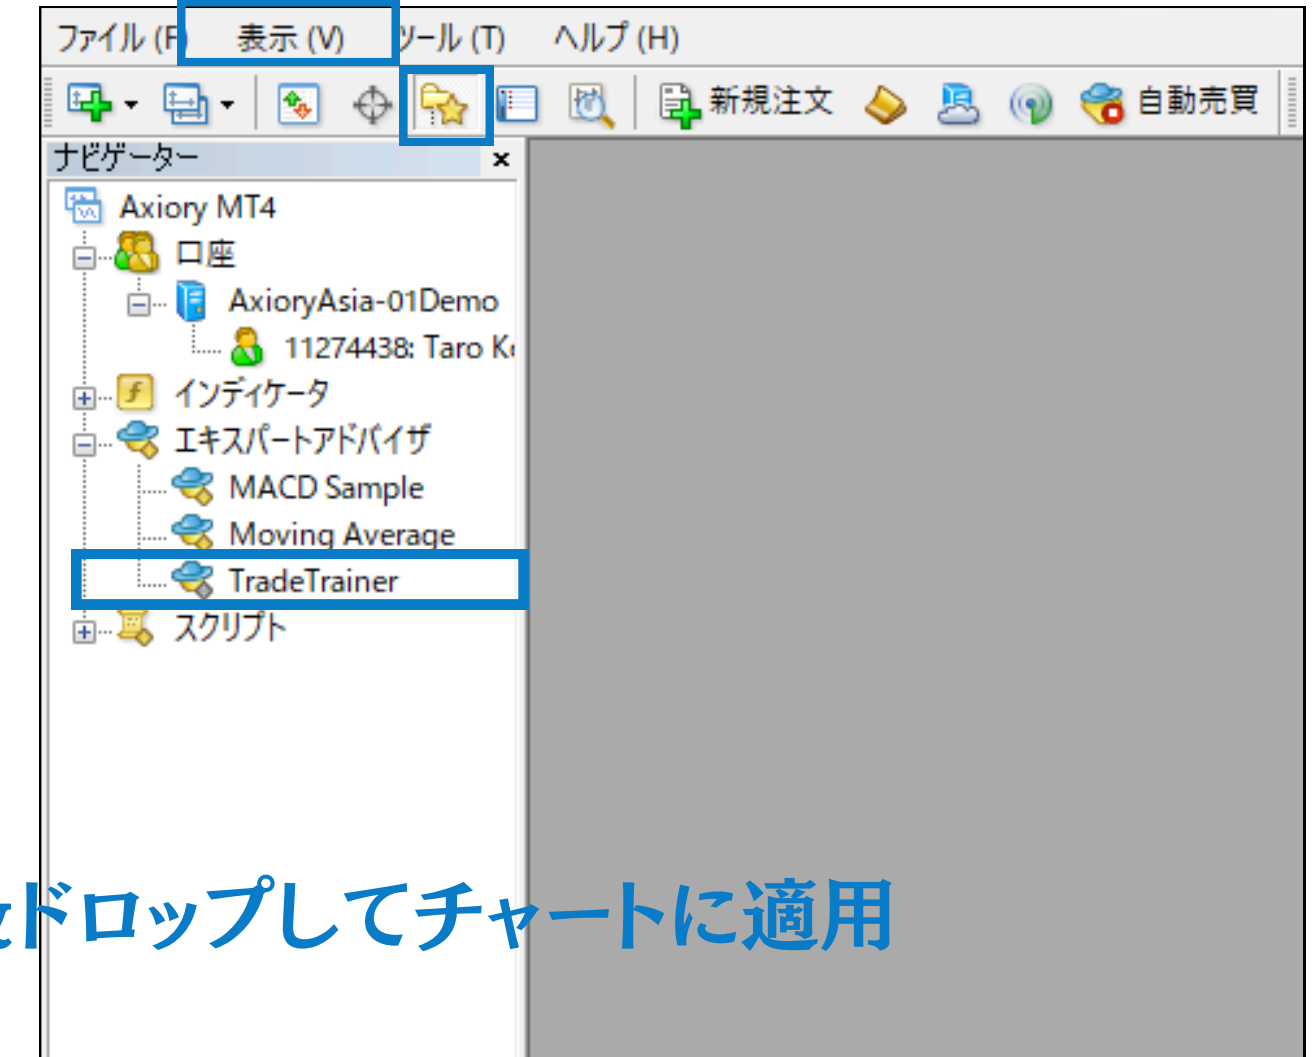 ファイル (F) 表示 (V) ツール (T) ヘルプ (H)
新規注文 自動売買
ナビゲーター
Axiory MT4
口座
AxioryAsia-01Demo
11274438: Taro
インディケータ
エキスパートアドバイザ
MACD Sample
Moving Average
TradeTrainer
スクリプト
&ドロップしてチャートに適用